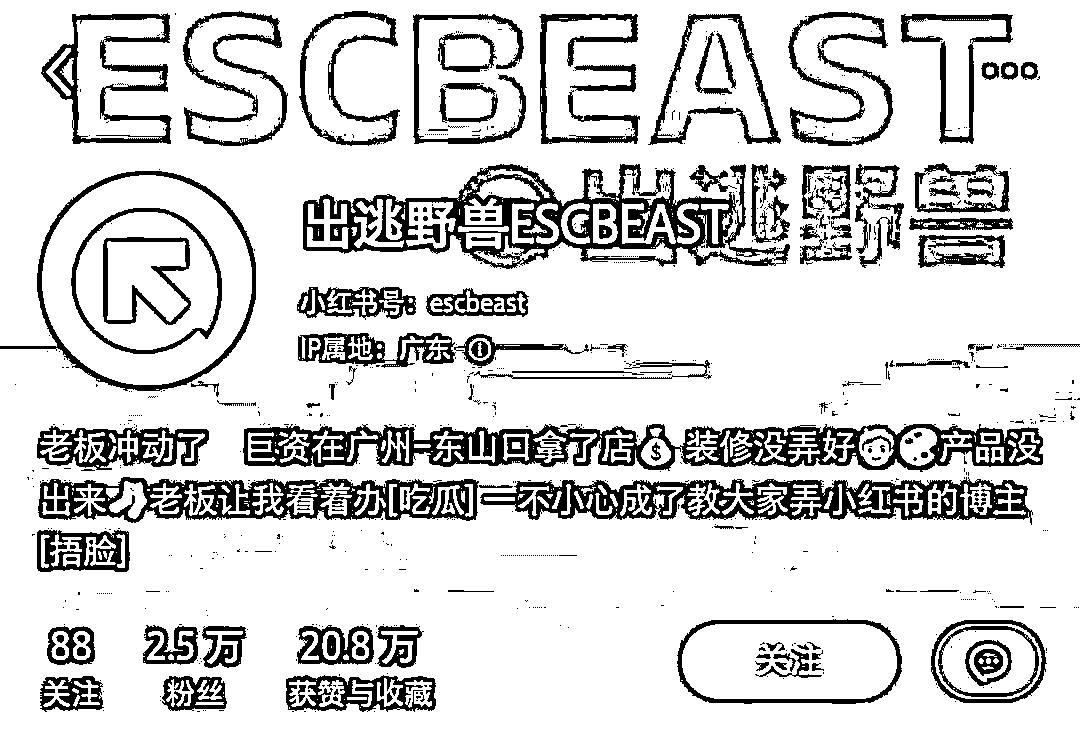 ESCBEAST
出逃野兽
出逃野兽ESCBEAST
小红书号：escbeast
IP属地：广东
老板冲动了 巨资在广州-东山口拿了店💰 装修没弄好🧑🎨产品没
出来🧦老板让我看着办[吃瓜] 一不小心成了教大家弄小红书的博主
[捂脸]
88 2.5万 20.8万
关注 粉丝 获赞与收藏
关注